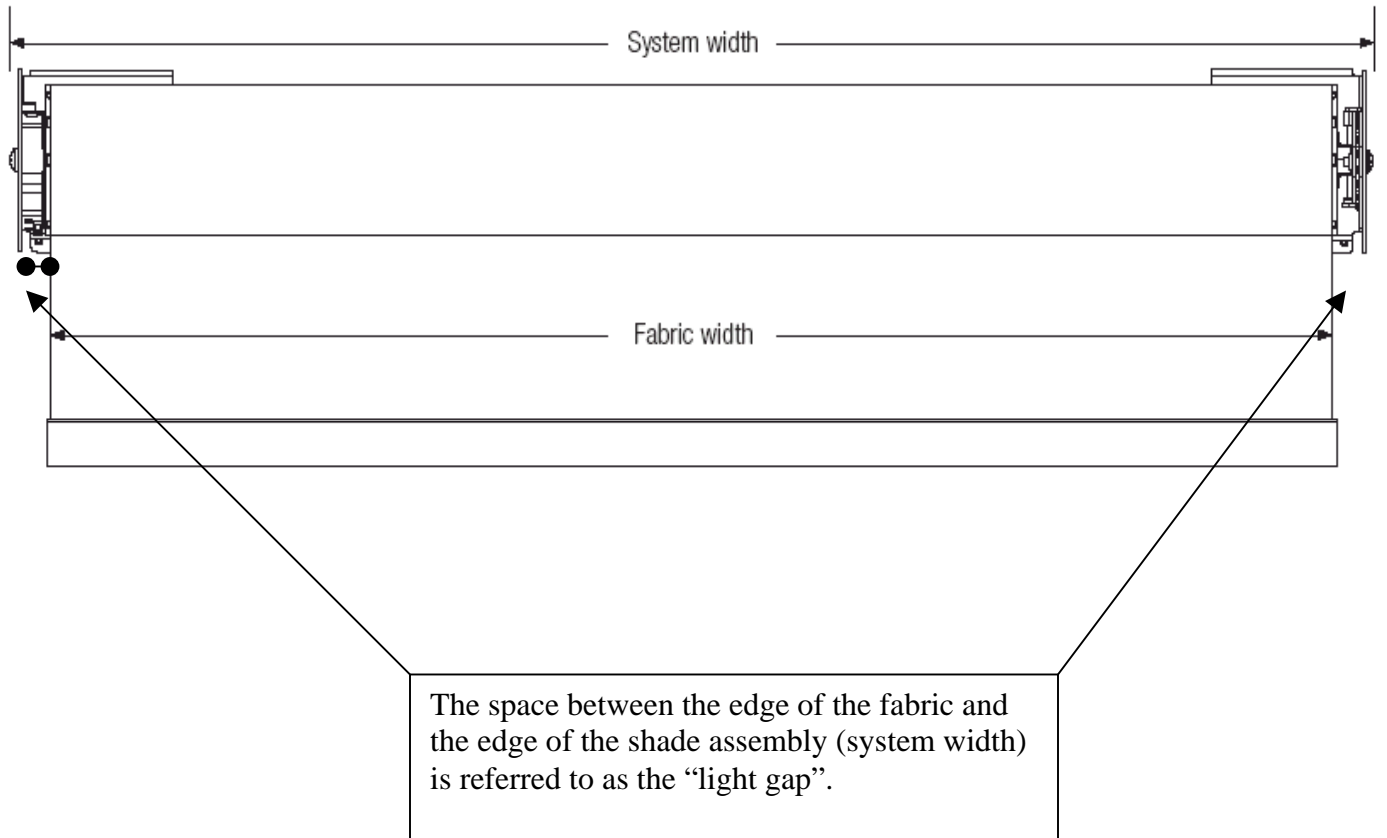 System width
Fabric width
The space between the edge of the fabric and
the edge of the shade assembly (system width)
is referred to as the “light gap”.